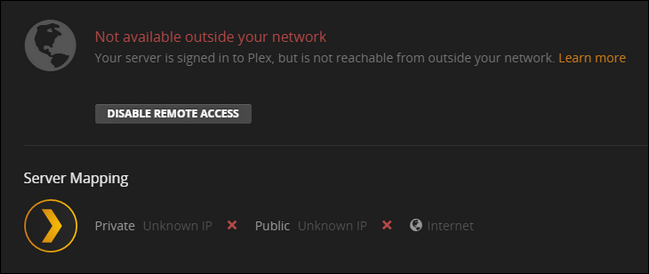 Not available outside your network
Your server is signed in to Plex, but is not reachable from outside your network. Learn more
DISABLE REMOTE ACCESS
Server Mapping
Private Unknown IP Public Unknown IP Internet